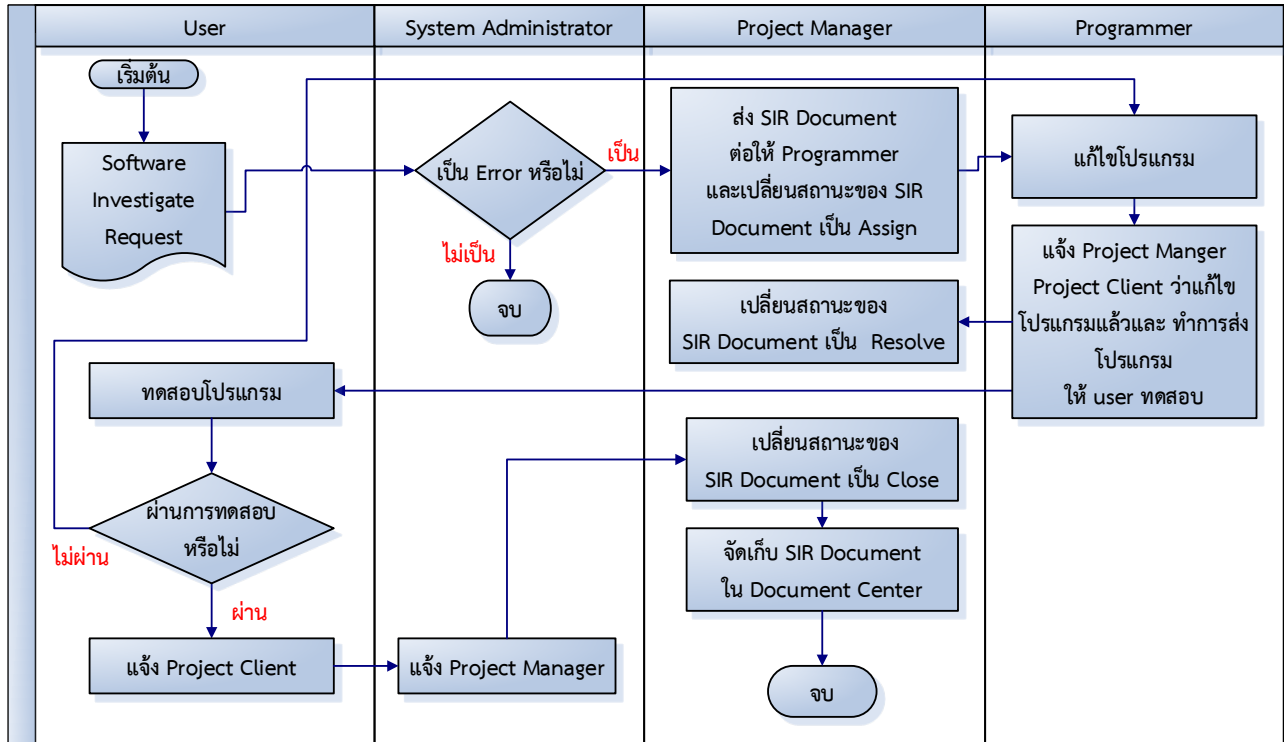 User
System Administrator
Project Manager
Programmer
เริ่มต้น
Software
Investigate
Request
เป็น Error หรือไม่
เป็น
ไม่เป็น
จบ
ส่ง SIR Document
ต่อให้ Programmer
และเปลี่ยนสถานะของ SIR
Document เป็น Assign
แก้ไขโปรแกรม
แจ้ง Project Manger
Project Client ว่าแก้ไข
โปรแกรมแล้วและ ทำการส่ง
โปรแกรม
ให้ user ทดสอบ
เปลี่ยนสถานะของ
SIR Document เป็น Resolve
ทดสอบโปรแกรม
ผ่านการทดสอบ
หรือไม่
ไม่ผ่าน
ผ่าน
แจ้ง Project Client
แจ้ง Project Manager
เปลี่ยนสถานะของ
SIR Document เป็น Close
จัดเก็บ SIR Document
ใน Document Center
จบ